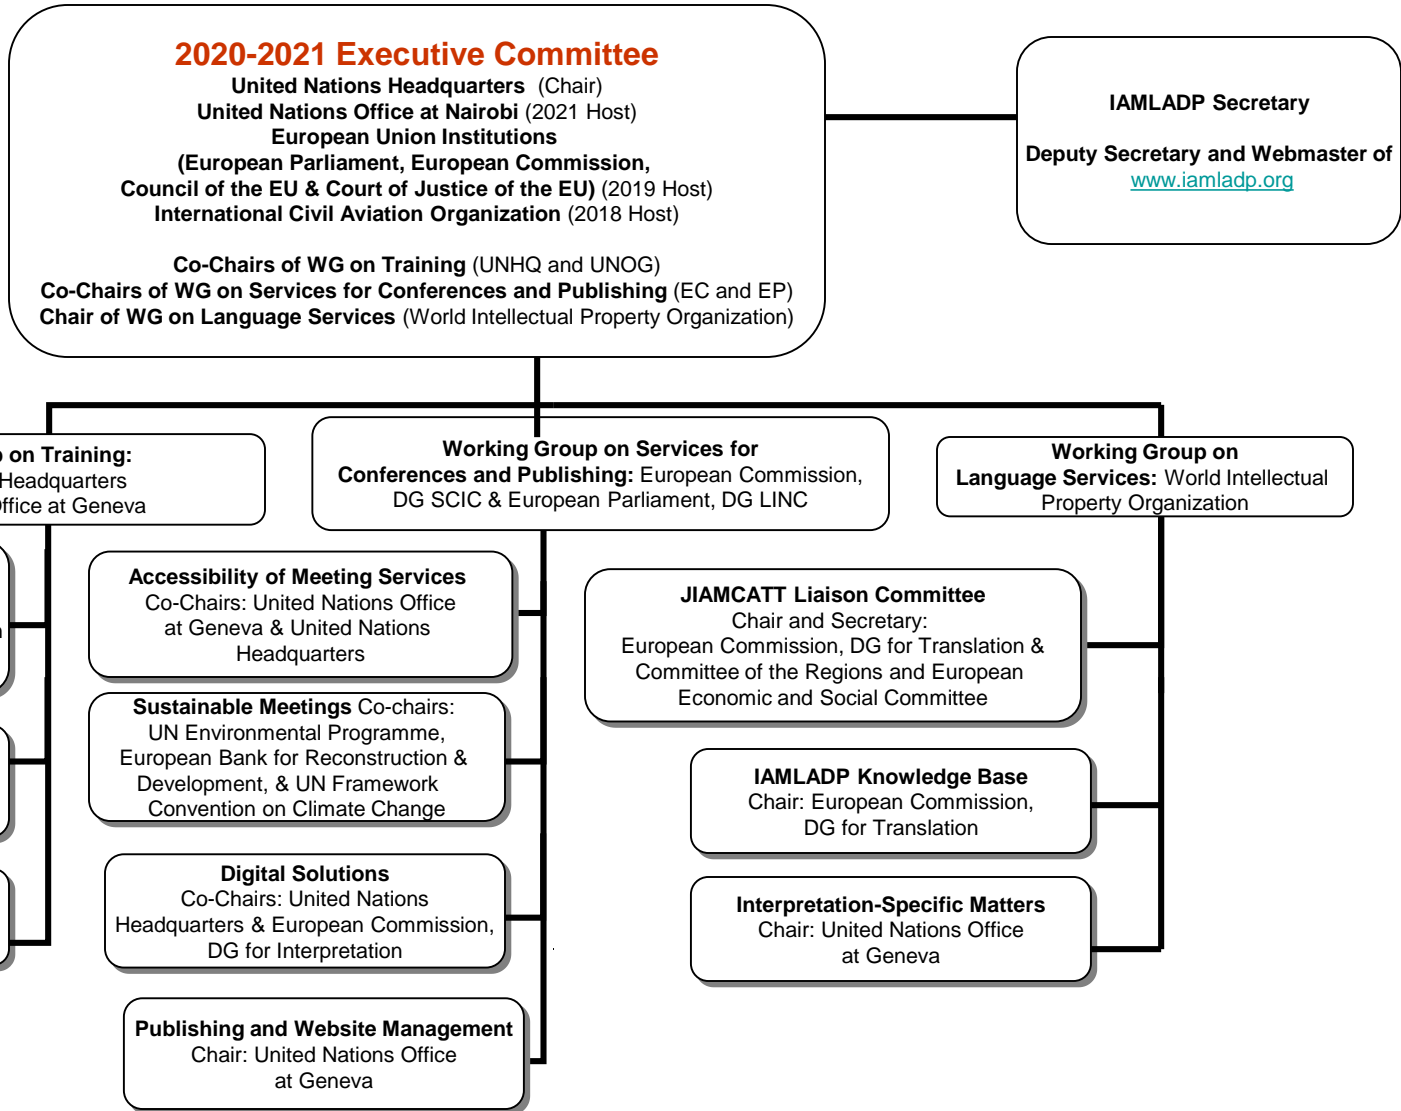 2020-2021 Executive Committee
United Nations Headquarters (Chair)
United Nations Office at Nairobi (2021 Host)
European Union Institutions
(European Parliament, European Commission,
Council of the EU & Court of Justice of the EU) (2019 Host)
International Civil Aviation Organization (2018 Host)
Co-Chairs of WG on Training (UNHQ and UNOG)
Co-Chairs of WG on Services for Conferences and Publishing (EC and EP)
Chair of WG on Language Services (World Intellectual Property Organization)
IAMLADP Secretary
Deputy Secretary and Webmaster of
www.iamladp.org
on Training:
Headquarters
ffice at Geneva
Working Group on Services for
Conferences and Publishing: European Commission,
DG SCIC & European Parliament, DG LINC
Working Group on
Language Services: World Intellectual
Property Organization
Accessibility of Meeting Services
Co-Chairs: United Nations Office
at Geneva & United Nations
Headquarters
Sustainable Meetings Co-chairs:
UN Environmental Programme,
European Bank for Reconstruction &
Development, & UN Framework
Convention on Climate Change
Digital Solutions
Co-Chairs: United Nations
Headquarters & European Commission,
DG for Interpretation
Publishing and Website Management
Chair: United Nations Office
at Geneva
JIAMCATT Liaison Committee
Chair and Secretary:
European Commission, DG for Translation &
Committee of the Regions and European
Economic and Social Committee
IAMLADP Knowledge Base
Chair: European Commission,
DG for Translation
Interpretation-Specific Matters
Chair: United Nations Office
at Geneva